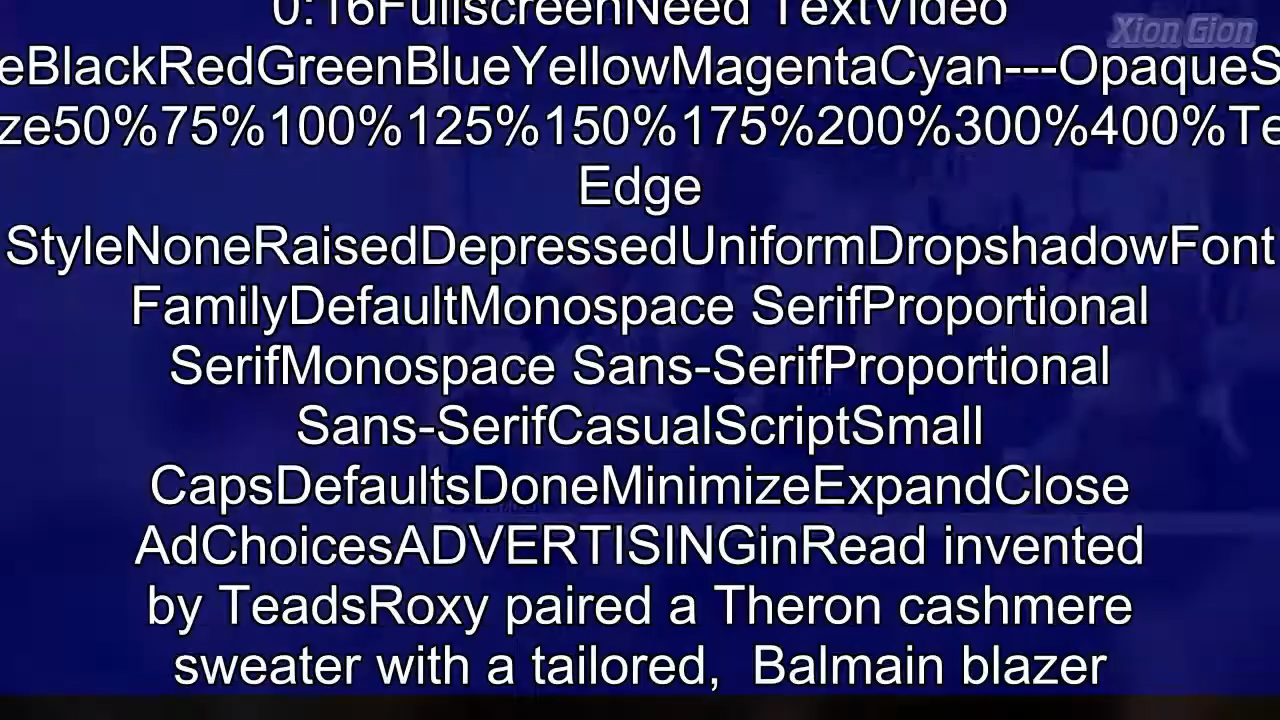 0:16FullscreenNeed TextVideo
Xion Gion
eBlackRedGreenBlueYellowMagentaCyan---OpaqueS
ze50%75%100%125%150%175%200%300%400%Te
Edge
StyleNoneRaisedDepressedUniformDropshadowFont
FamilyDefaultMonospace SerifProportional
SerifMonospace Sans-SerifProportional
Sans-SerifCasualScriptSmall
CapsDefaultsDoneMinimizeExpandClose
AdChoicesADVERTISINGinRead invented
by TeadsRoxy paired a Theron cashmere
sweater with a tailored,  Balmain blazer